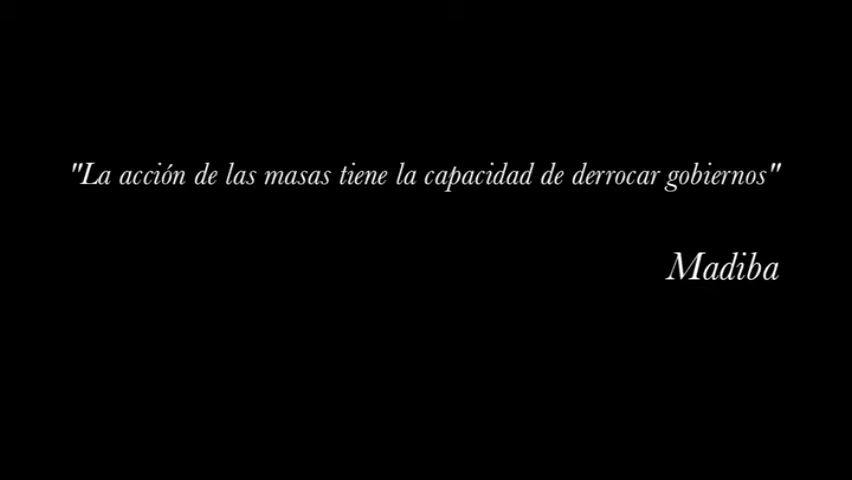 "La acción de las masas tiene la capacidad de derrocar gobiernos"
Madiba